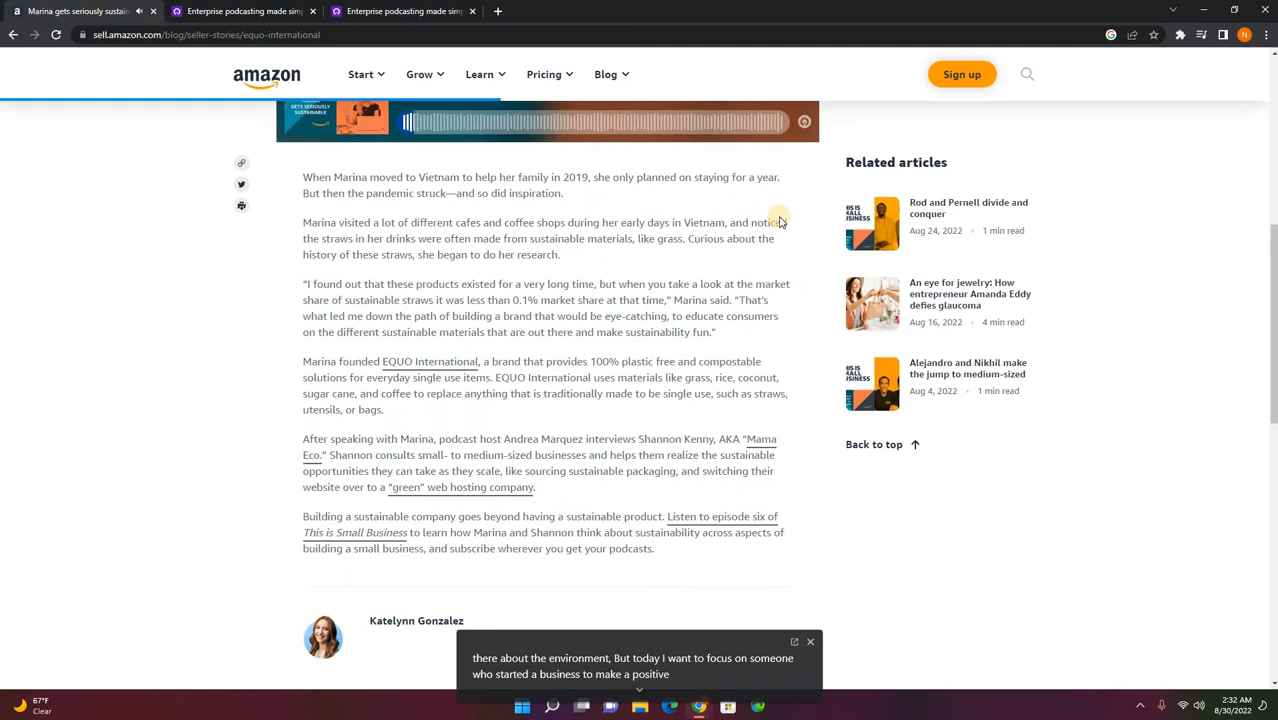 Marina gets seriously sustain
Enterprise seminars: simp
Enterprise seminars: simp
sell.amazon.com/blog/seller-stories/equo-international
N
amazon
Start
Grow
Learn
Pricing
Blog
Sign up
GETS SERIOUSLY
SUSTAINABLE
When Marina moved to Vietnam to help her family in 2019, she only planned on staying for a year.
But then the pandemic struck—and so did inspiration.
Marina visited a lot of different cafes and coffee shops during her early days in Vietnam, and
the straws in her drinks were often made from sustainable materials, like grass. Curious about the
history of these straws, she began to do her research.
“I found out that these products existed for a very long time, but when you take a look at the market
share of sustainable straws it was less than 0.1% market share at that time,” Marina said. “That’s
what led me down the path of building a brand that would be eye-catching, to educate consumers
on the different sustainable materials that are out there and make sustainability fun.”
Marina founded EQUO International, a brand that provides 100% plastic free and compostable
solutions for everyday single use items. EQUO International uses materials like grass, rice, coconut,
sugar cane, and coffee to replace anything that is traditionally made to be single use, such as straws,
utensils, or bags.
After speaking with Marina, podcast host Andrea Marquez interviews Shannon Kenny, AKA “Mama
Eco.” Shannon consults small- to medium-sized businesses and helps them realize the sustainable
opportunities they can take as they scale, like sourcing sustainable packaging, and switching their
website over to a “green” web hosting company.
Building a sustainable company goes beyond having a sustainable product. Listen to episode six of
This is Small Business to learn how Marina and Shannon think about sustainability across aspects of
building a small business, and subscribe wherever you get your podcasts.
Katelynn Gonzalez
Related articles
Rod and Pernell divide and
conquer
Aug 24, 2022 1 min read
An eye for jewelry: How
entrepreneur Amanda Eddy
defies glaucoma
Aug 16, 2022 4 min read
Alejandro and Nikhil make
the jump to medium-sized
Aug 4, 2022 1 min read
Back to top
there about the environment, But today I want to focus on someone
who started a business to make a positive
67°F
Clear
2:32 AM
8/30/2022